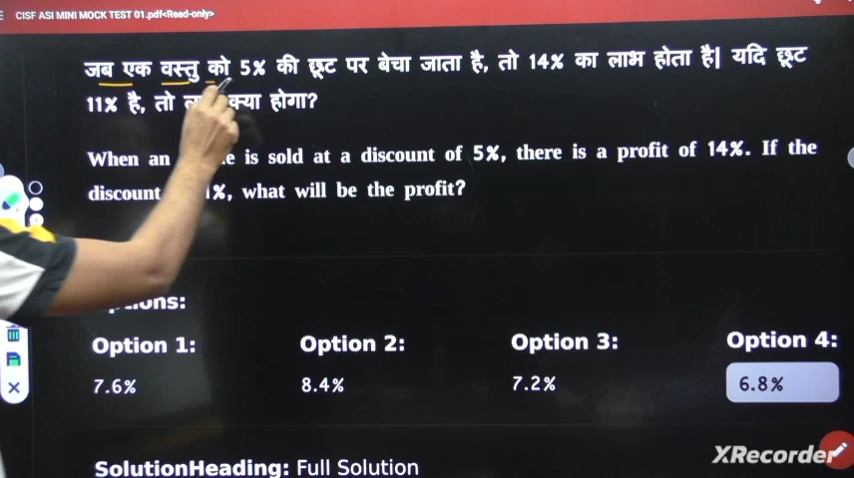 CISF ASI MINI MOCK TEST 01.pdf<Read-only>
जब एक वस्तु को 5% की छूट पर बेचा जाता है, तो 14% का लाभ होता है| यदि छूट
11% है, तो क्या होगा?
When an is sold at a discount of 5%, there is a profit of 14%. If the
discount %, what will be the profit?
Option 1: Option 2: Option 3: Option 4:
7.6% 8.4% 7.2% 6.8%
SolutionHeading: Full Solution
XRecorder